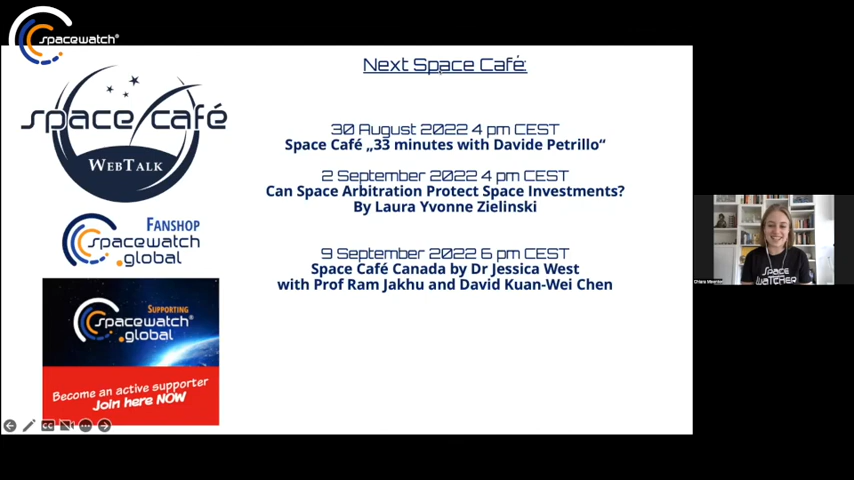 spacewatch®
Next Space Café:
space café
WEBTALK
30 August 2022 4 pm CEST
Space Café „33 minutes with Davide Petrillo“
2 September 2022 4 pm CEST
Can Space Arbitration Protect Space Investments?
By Laura Yvonne Zielinski
FANSHOP
spacewatch
.global
9 September 2022 6 pm CEST
Space Café Canada by Dr Jessica West
with Prof Ram Jakhu and David Kuan-Wei Chen
SUPPORTING
spacewatch®
.global
Become an active supporter
Join here NOW
SPACE
WATCHER
CC